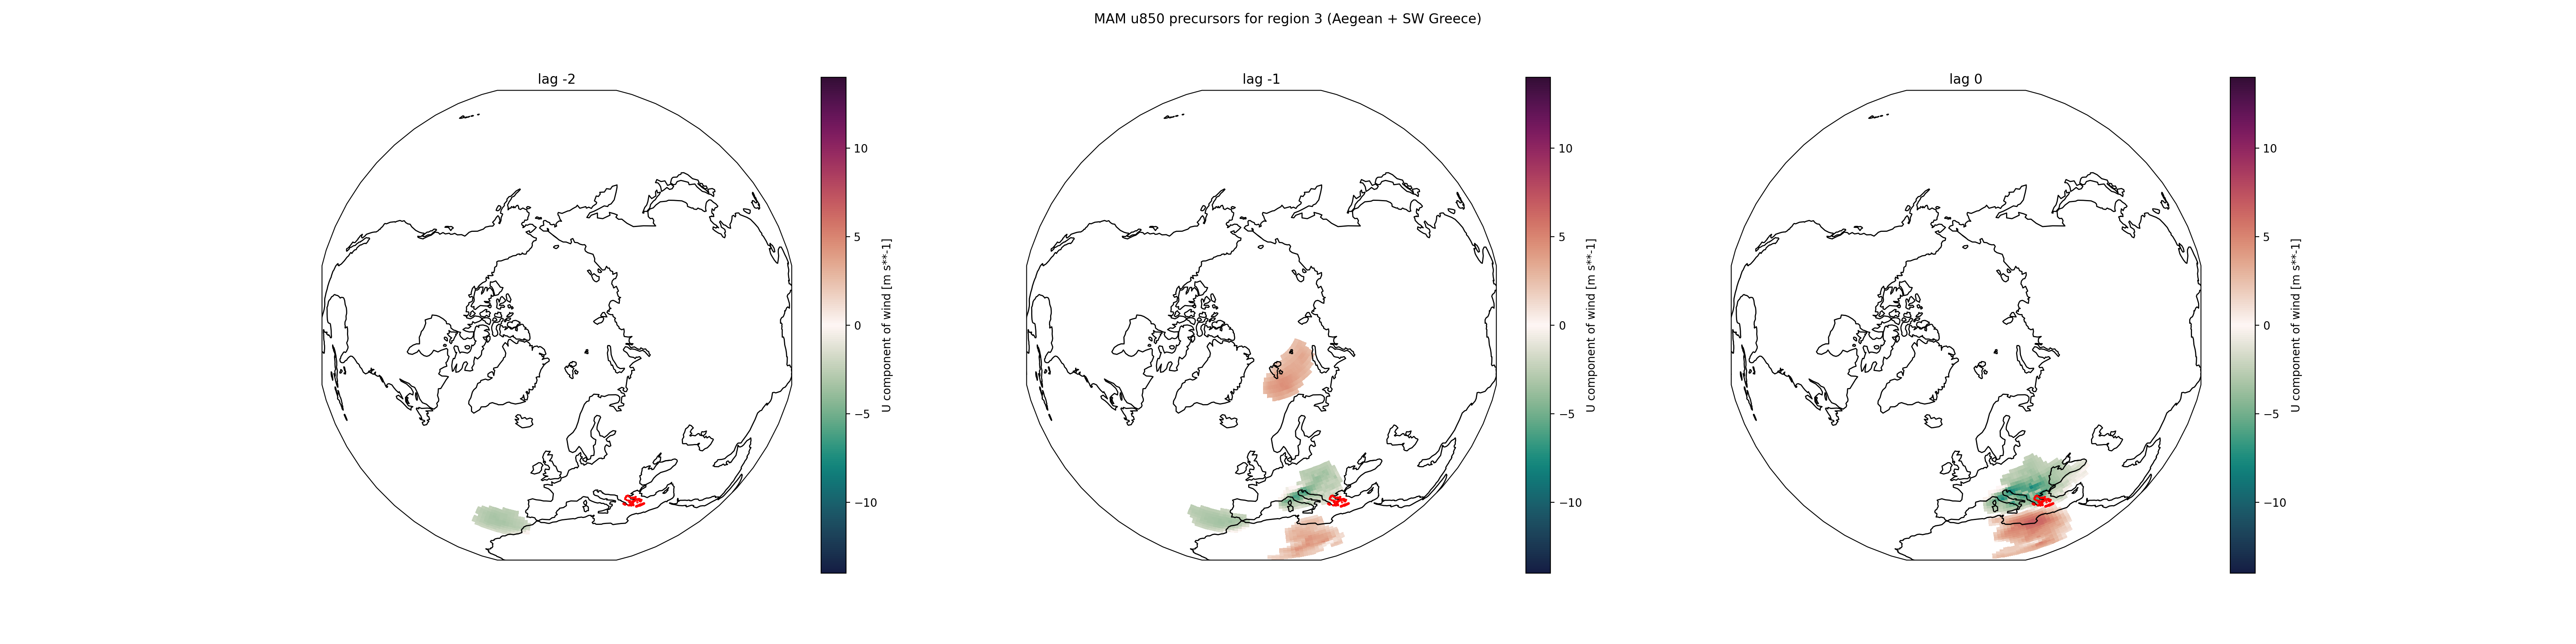 MAM u850 precursors for region 3 (Aegean + SW Greece)
lag -2
10
5
0
−5
−10
U component of wind [m s**-1]
lag -1
10
5
0
−5
−10
U component of wind [m s**-1]
lag 0
10
5
0
−5
−10
U component of wind [m s**-1]